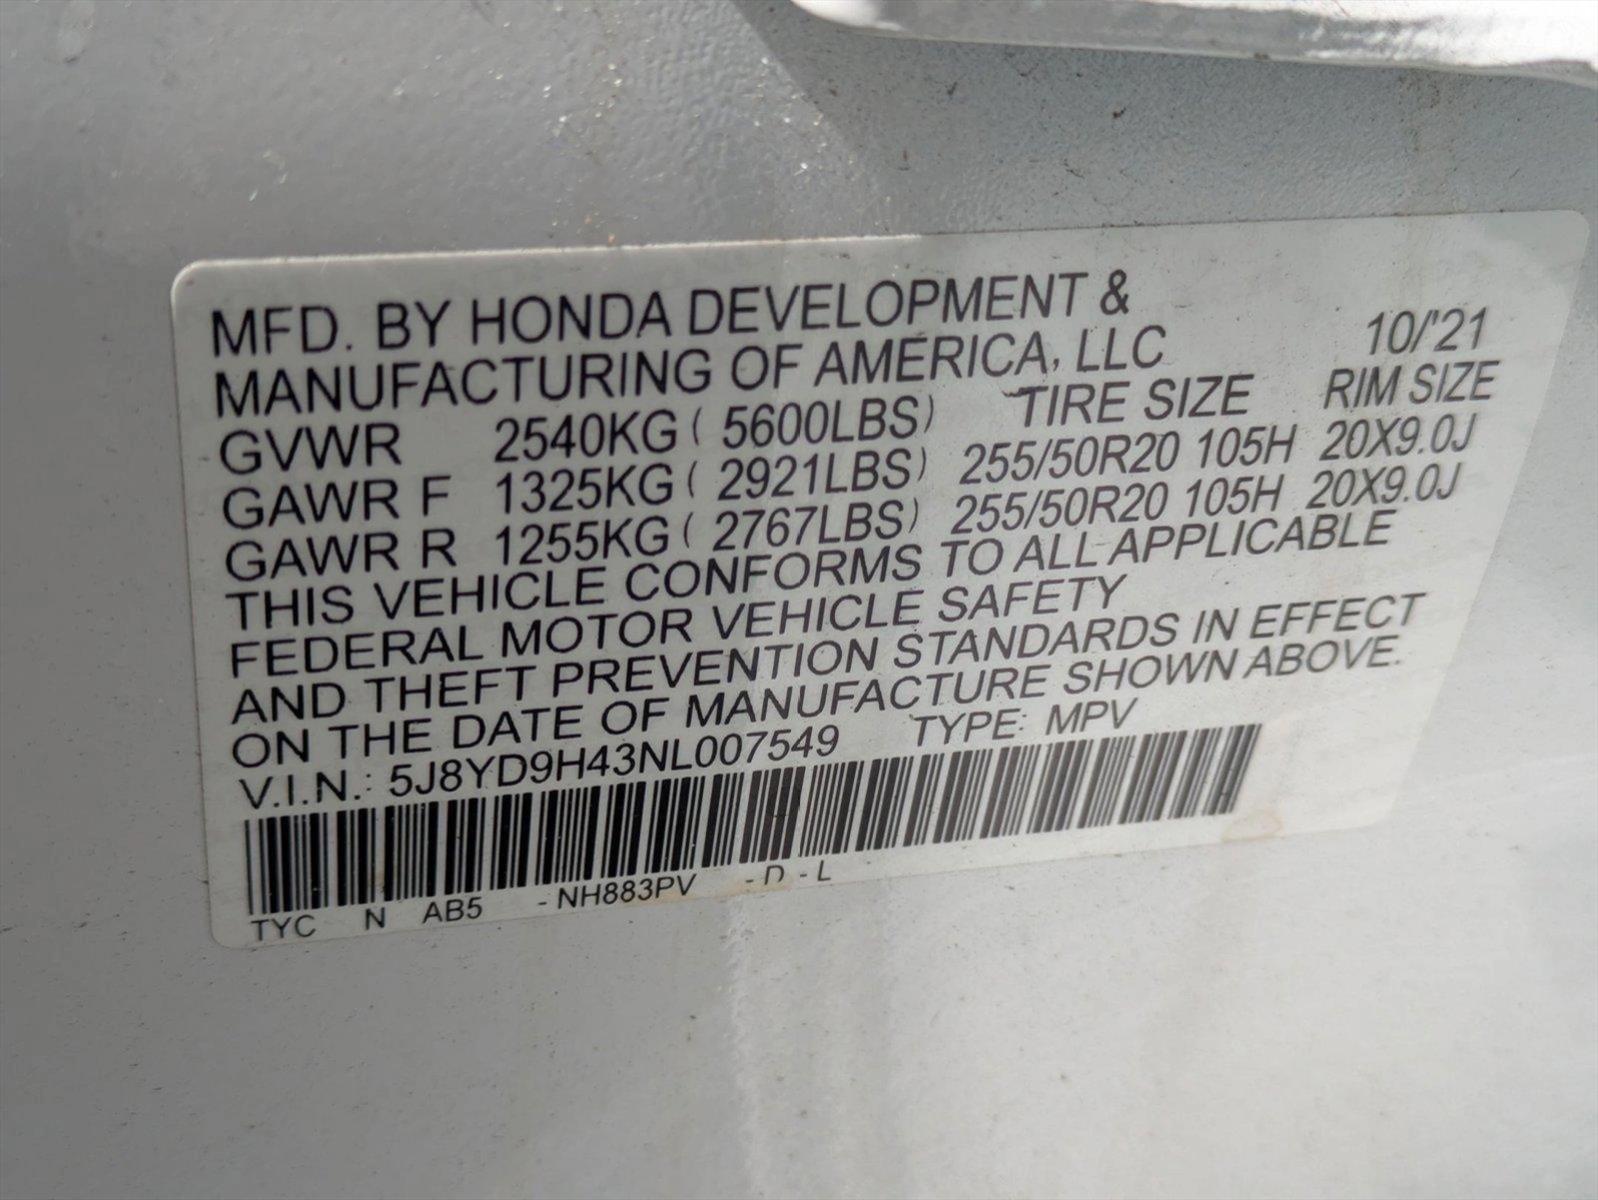 MFD. BY HONDA DEVELOPMENT &
MANUFACTURING OF AMERICA, LLC 10/'21
GVWR 2540KG ( 5600LBS) TIRE SIZE RIM SIZE
GAWR F 1325KG ( 2921LBS) 255/50R20 105H 20X9.0J
GAWR R 1255KG ( 2767LBS) 255/50R20 105H 20X9.0J
THIS VEHICLE CONFORMS TO ALL APPLICABLE
FEDERAL MOTOR VEHICLE SAFETY
AND THEFT PREVENTION STANDARDS IN EFFECT
ON THE DATE OF MANUFACTURE SHOWN ABOVE.
V.I.N.: 5J8YD9H43NL007549 TYPE: MPV
TYC N AB5 - NH883PV - D - L